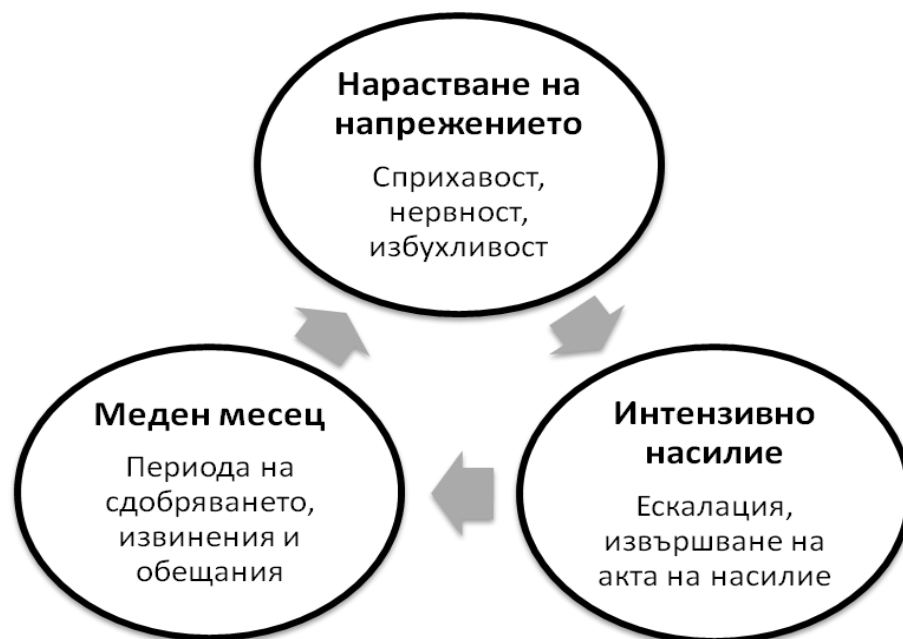 Нарастване на
напрежението
Сприхавост,
нервност,
избухливост
Меден месец
Периода на
сдобряването,
извинения и
обещания
Интензивно
насилие
Ескалация,
извършване на
акта на насилие